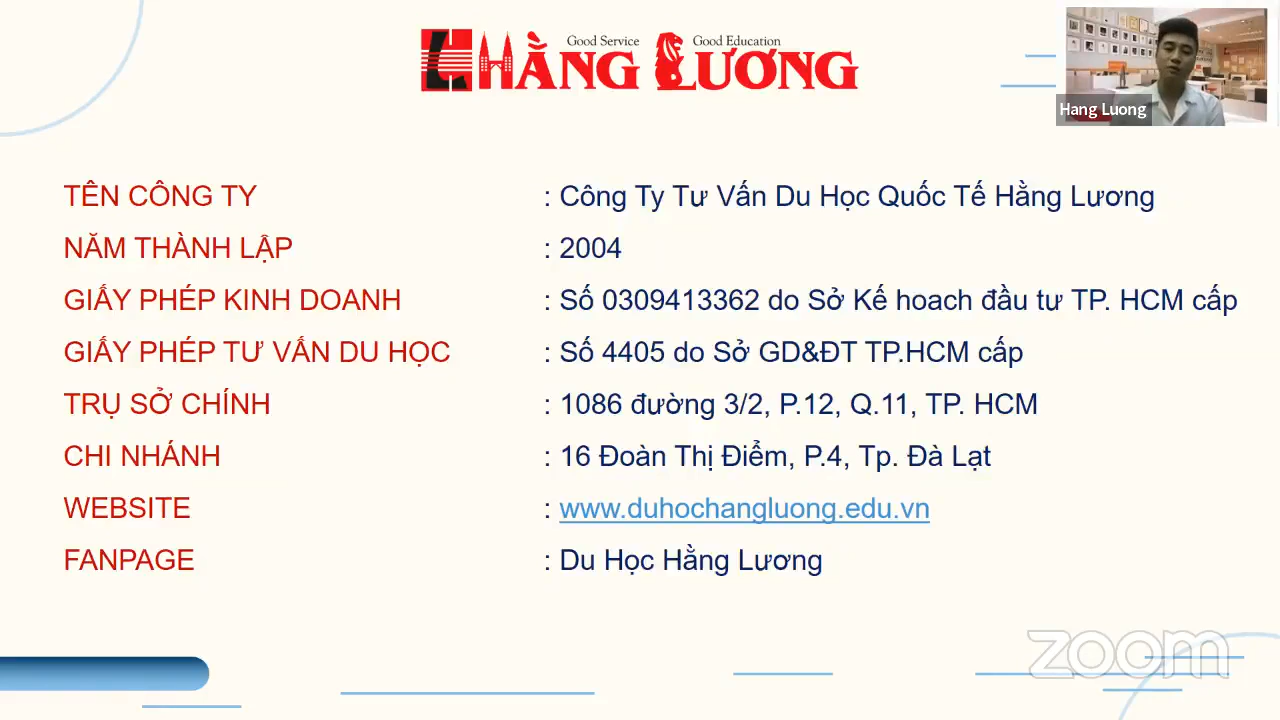 Good Service Good Education
HẰNG LƯƠNG
Hang Luong
TÊN CÔNG TY : Công Ty Tư Vấn Du Học Quốc Tế Hằng Lương
NĂM THÀNH LẬP : 2004
GIẤY PHÉP KINH DOANH : Số 0309413362 do Sở Kế hoach đầu tư TP. HCM cấp
GIẤY PHÉP TƯ VẤN DU HỌC : Số 4405 do Sở GD&ĐT TP.HCM cấp
TRỤ SỞ CHÍNH : 1086 đường 3/2, P.12, Q.11, TP. HCM
CHI NHÁNH : 16 Đoàn Thị Điểm, P.4, Tp. Đà Lạt
WEBSITE : www.duhochangluong.edu.vn
FANPAGE : Du Học Hằng Lương
zoom